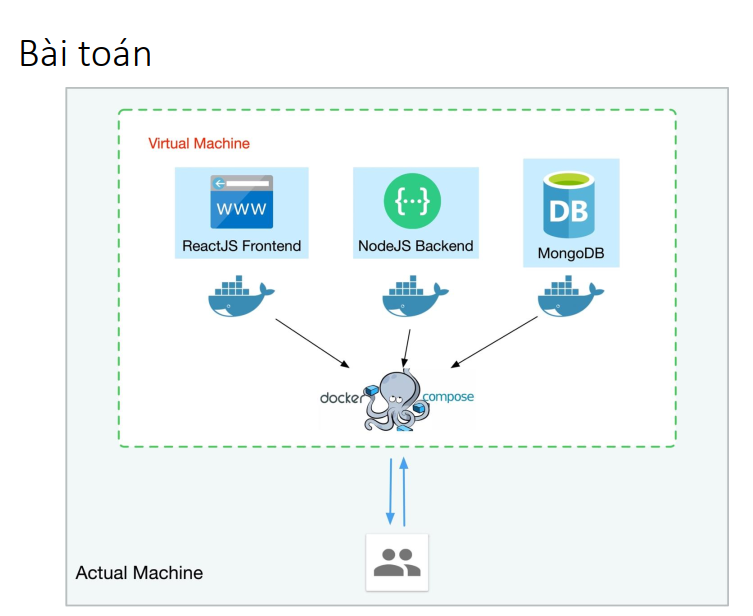 Bài toán
Virtual Machine
WWW
{...}
DB
ReactJS Frontend
NodeJS Backend
MongoDB
docker compose
Actual Machine